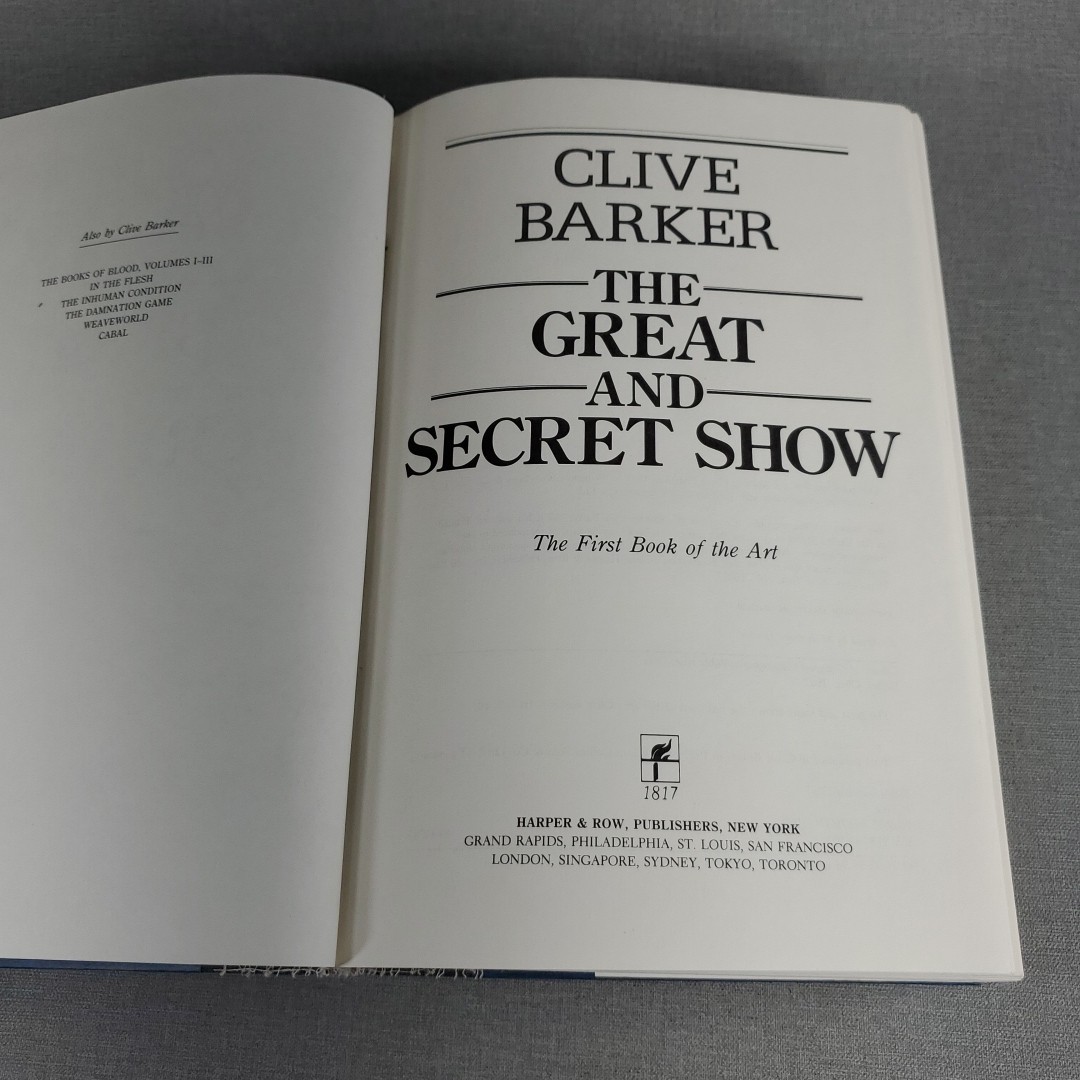 Also by Clive Barker
THE BOOKS OF BLOOD, VOLUMES I–III
IN THE FLESH
THE INHUMAN CONDITION
THE DAMNATION GAME
WEAVEWORLD
CABAL
CLIVE
BARKER
THE
GREAT
AND
SECRET SHOW
The First Book of the Art
1817
HARPER & ROW, PUBLISHERS, NEW YORK
GRAND RAPIDS, PHILADELPHIA, ST. LOUIS, SAN FRANCISCO
LONDON, SINGAPORE, SYDNEY, TOKYO, TORONTO